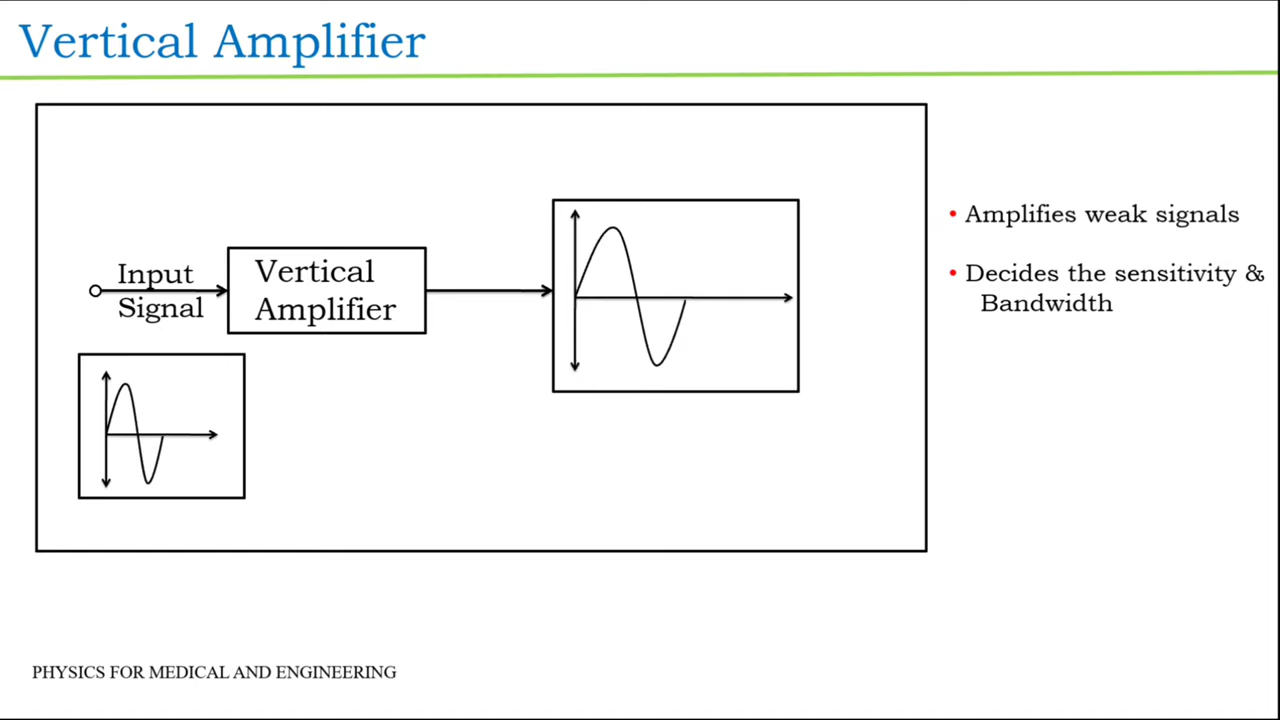 Vertical Amplifier
Input
Signal
Vertical
Amplifier
• Amplifies weak signals
• Decides the sensitivity &
Bandwidth
PHYSICS FOR MEDICAL AND ENGINEERING